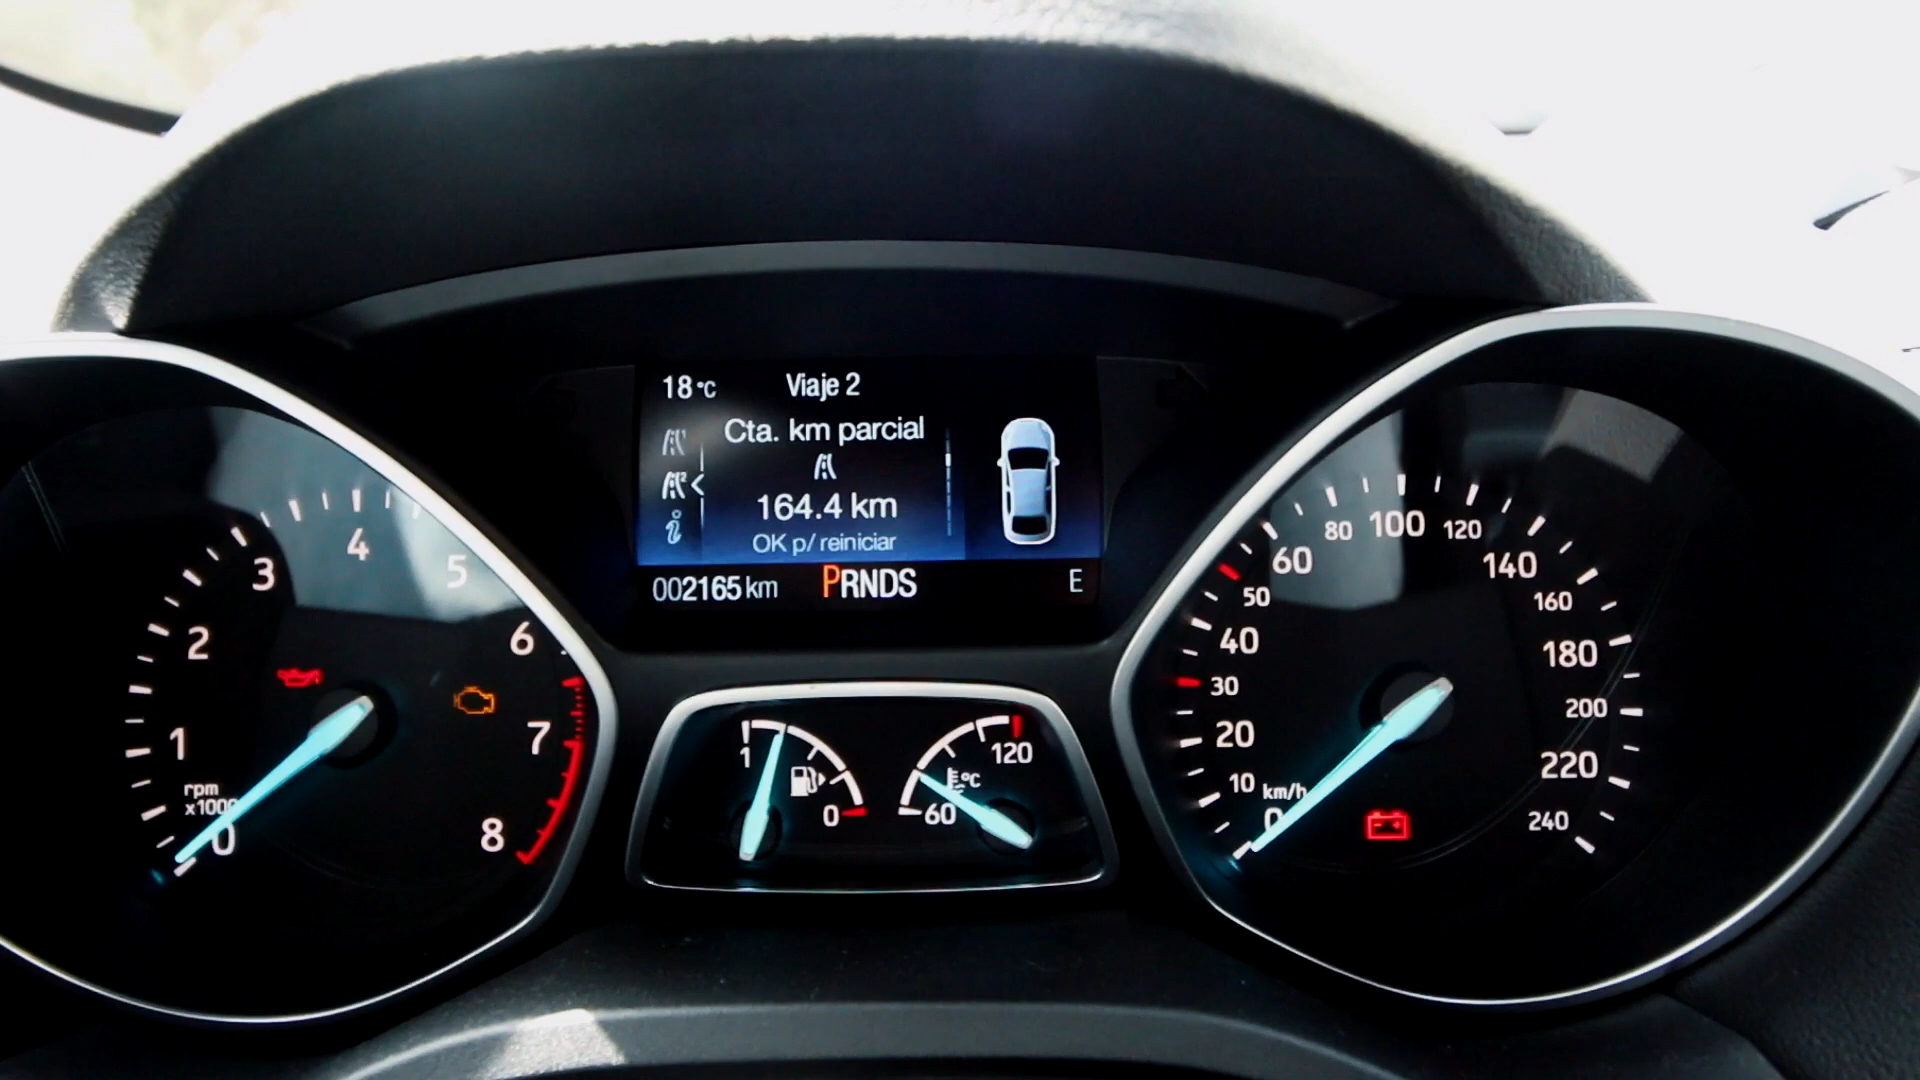 18°C Viaje 2
Cta. km parcial
164.4 km
OK p/ reiniciar
002165 km PRNDS E
rpm
x1000
0 1 2 3 4 5 6 7 8
1 0
60 °C 120
km/h
0 10 20 30 40 50 60 80 100 120 140 160 180 200 220 240